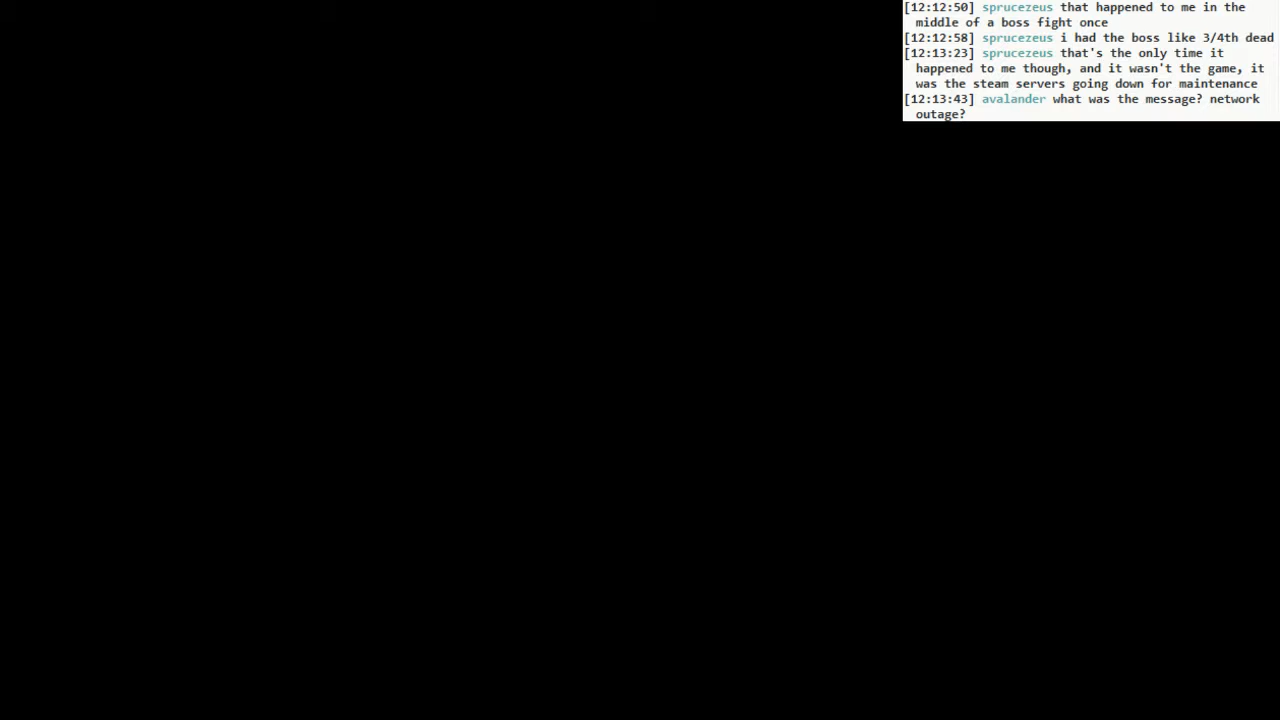 [12:12:50] sprucezeus that happened to me in the
middle of a boss fight once
[12:12:58] sprucezeus i had the boss like 3/4th dead
[12:13:23] sprucezeus that's the only time it
happened to me though, and it wasn't the game, it
was the steam servers going down for maintenance
[12:13:43] avalander what was the message? network
outage?